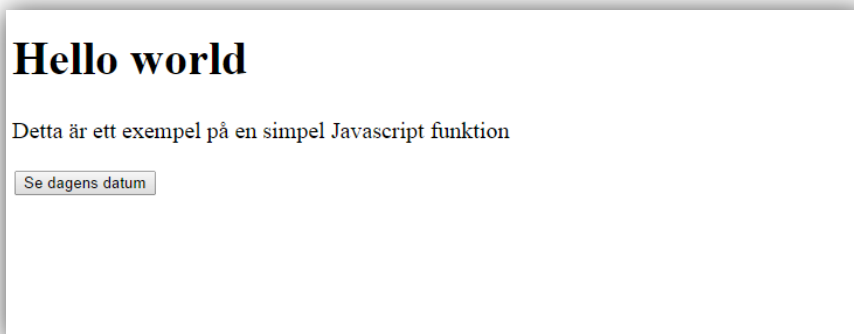 Hello world
Detta är ett exempel på en simpel Javascript funktion
Se dagens datum